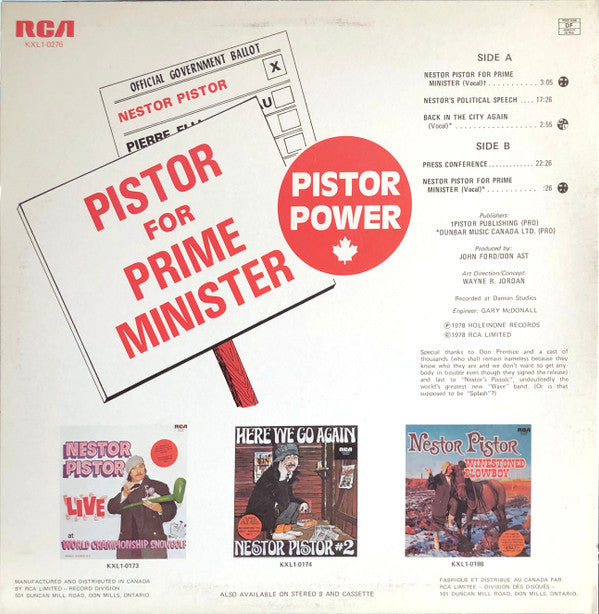 RCA
KXL1-0276
OFFICIAL GOVERNMENT BALLOT
NESTOR PISTOR X
PIERRE ELLI U
PISTOR
FOR
PRIME
MINISTER
PISTOR
POWER
DF
SIDE A
NESTOR PISTOR FOR PRIME
MINISTER (Vocal)† 3:05
NESTOR'S POLITICAL SPEECH 17:26
BACK IN THE CITY AGAIN
(Vocal)* 2:55
SIDE B
PRESS CONFERENCE 22:26
NESTOR PISTOR FOR PRIME
MINISTER (Vocal)* :26
Publishers:
†PISTOR PUBLISHING (PRO)
*DUNBAR MUSIC CANADA LTD. (PRO)
Produced by:
JOHN FORD/DON AST
Art Direction/Concept:
WAYNE R. JORDAN
Recorded at Damon Studios
Engineer: GARY McDONALL
Ⓟ1978 HOLEINONE RECORDS
©1978 RCA LIMITED
Special thanks to Don Prentice and a cast of
thousands (who shall remain nameless because they
know who they are and we don't want to get any-
body in trouble even though they signed the release)
and last to "Nestor's Pistols", undoubtedly the
world's greatest new "Wave" band. (Or is that
supposed to be "Splash"?)
RCA
NESTOR
PISTOR
LIVE
at
WORLD CHAMPIONSHIP SNOWGOLF
KXL1-0173
RCA
HERE WE GO AGAIN
NESTOR PISTOR #2
KXL1-0174
RCA
Nestor Pistor
WINESTONED
PLOWBOY
KXL1-0198
MANUFACTURED AND DISTRIBUTED IN CANADA
BY RCA LIMITED – RECORD DIVISION
101 DUNCAN MILL ROAD, DON MILLS, ONTARIO.
ALSO AVAILABLE ON STEREO 8 AND CASSETTE
FABRIQUE ET DISTRIBUE AU CANADA PAR
RCA LIMITEE – DIVISION DES DISQUES –
101 DUNCAN MILL ROAD, DON MILLS, ONTARIO.